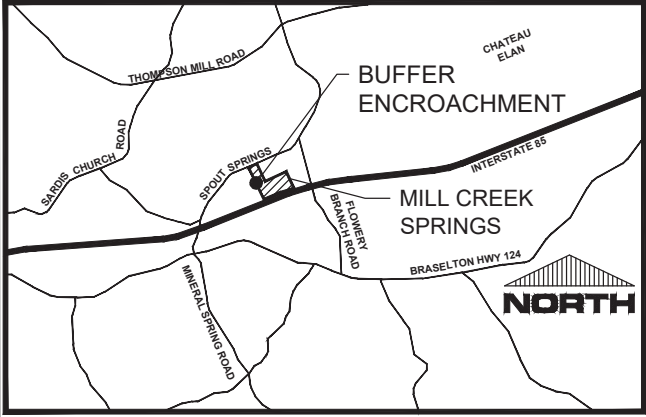 CHATEAU
ELAN
THOMPSON MILL ROAD
BUFFER
ENCROACHMENT
SARDIS CHURCH ROAD
SPOUT SPRINGS
INTERSTATE 85
MILL CREEK
SPRINGS
FLOWERY
BRANCH ROAD
BRASELTON HWY 124
MINERAL SPRING ROAD
NORTH